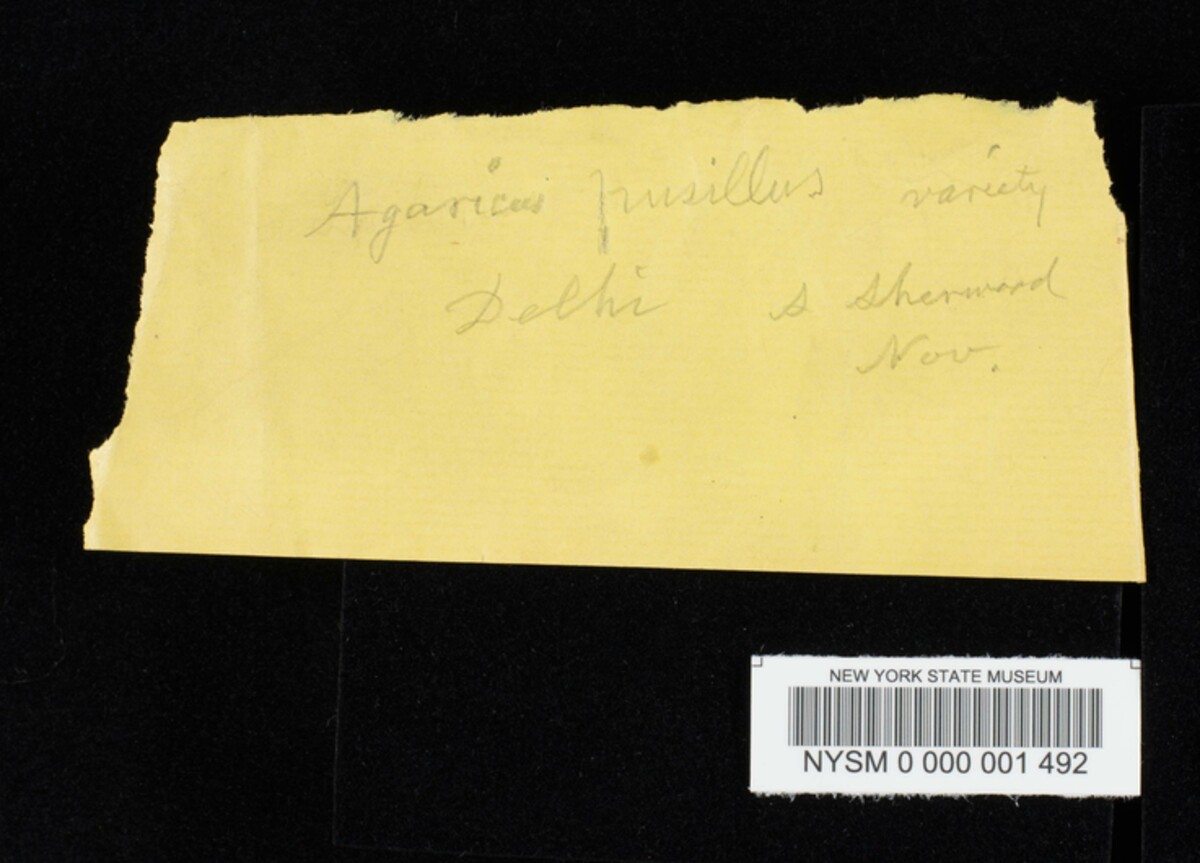 Agaricus pusillus variety
Delhi s Sherwood
Nov.
NEW YORK STATE MUSEUM
NYSM 0 000 001 492